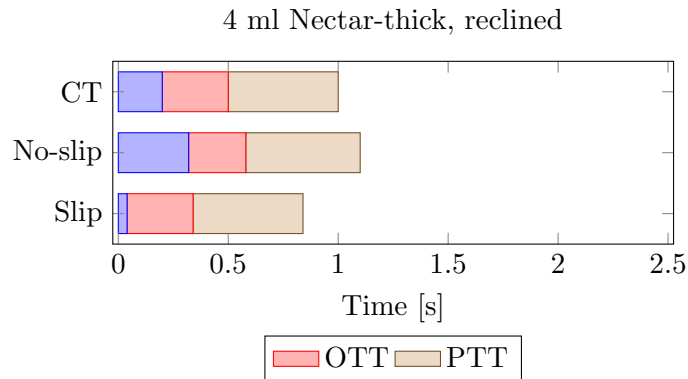 4 ml Nectar-thick, reclined
CT
No-slip
Slip
0 0.5 1 1.5 2 2.5
Time [s]
OTT PTT